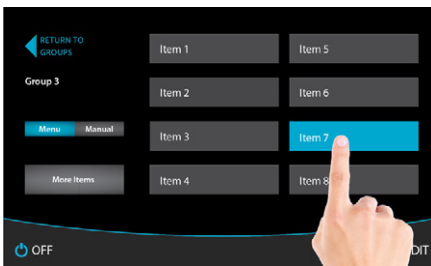 RETURN TO
GROUPS
Group 3
Menu Manual
More Items
Item 1
Item 2
Item 3
Item 4
Item 5
Item 6
Item 7
Item 8
OFF
DIT